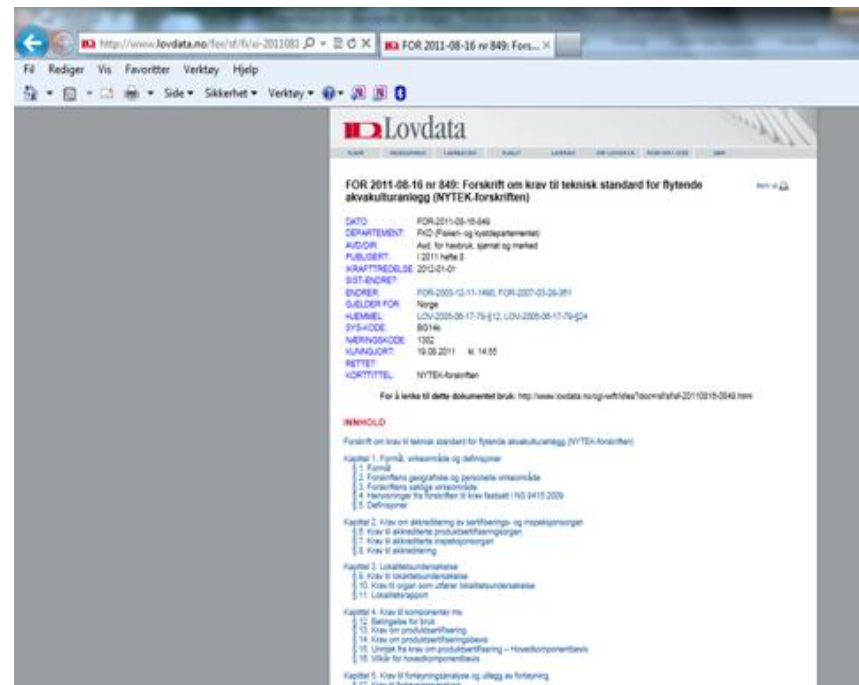 http://www.lovdata.no/for/sf/fi/xi-2011081
FOR 2011-08-16 nr 849: Fors...
Fil Rediger Vis Favoritter Verktøy Hjelp
Side Sikkerhet Verktøy
Lovdata
FOR 2011-08-16 nr 849: Forskrift om krav til teknisk standard for flytende
akvakulturanlegg (NYTEK-forskriften)
DATO: FOR-2011-08-16-849
DEPARTEMENT: FKD (Fiskeri- og kystdepartementet)
AVD/DIR: Avd. for havbruk, sjømat og marked
PUBLISERT: I 2011 hefte 8
IKRAFTTREDELSE: 2012-01-01
SIST-ENDRET:
ENDRER: FOR-2003-12-11-1490, FOR-2007-03-28-361
GJELDER FOR: Norge
HJEMMEL: LOV-2005-06-17-79-§12, LOV-2005-06-17-79-§24
SYS-KODE: BG14k
NÆRINGSKODE: 1302
KUNNGJORT: 19.08.2011 kl. 14.55
RETTET:
KORTTITTEL: NYTEK-forskriften
For å lenke til dette dokumentet bruk:
INNHOLD
Forskrift om krav til teknisk standard for flytende akvakulturanlegg (NYTEK-forskriften)
Kapittel 1. Formål, virkeområde og definisjoner
§ 1. Formål
§ 2. Forskriftens geografiske og personelle virkeområde
§ 3. Forskriftens saklige virkeområde
§ 4. Henvisninger fra forskriften til krav fastsatt i NS 9415:2009
§ 5. Definisjoner
Kapittel 2. Krav om akkreditering av sertifiserings- og inspeksjonsorgan
§ 6. Krav til akkrediterte produktsertifiseringsorgan
§ 7. Krav til akkrediterte inspeksjonsorgan
§ 8. Krav til akkreditering
Kapittel 3. Lokalitetsundersøkelse
§ 9. Krav til lokalitetsundersøkelse
§ 10. Krav til organ som utfører lokalitetsundersøkelse
§ 11. Lokalitetsrapport
Kapittel 4. Krav til komponenter mv.
§ 12. Betingelse for bruk
§ 13. Krav om produktsertifisering
§ 14. Krav om produktsertifiseringsbevis
§ 15. Unntak fra krav om produktsertifisering – Hovedkomponentbevis
§ 16. Vilkår for hovedkomponentbevis
Kapittel 5. Krav til fortøyningsanalyse og utlegg av fortøyning